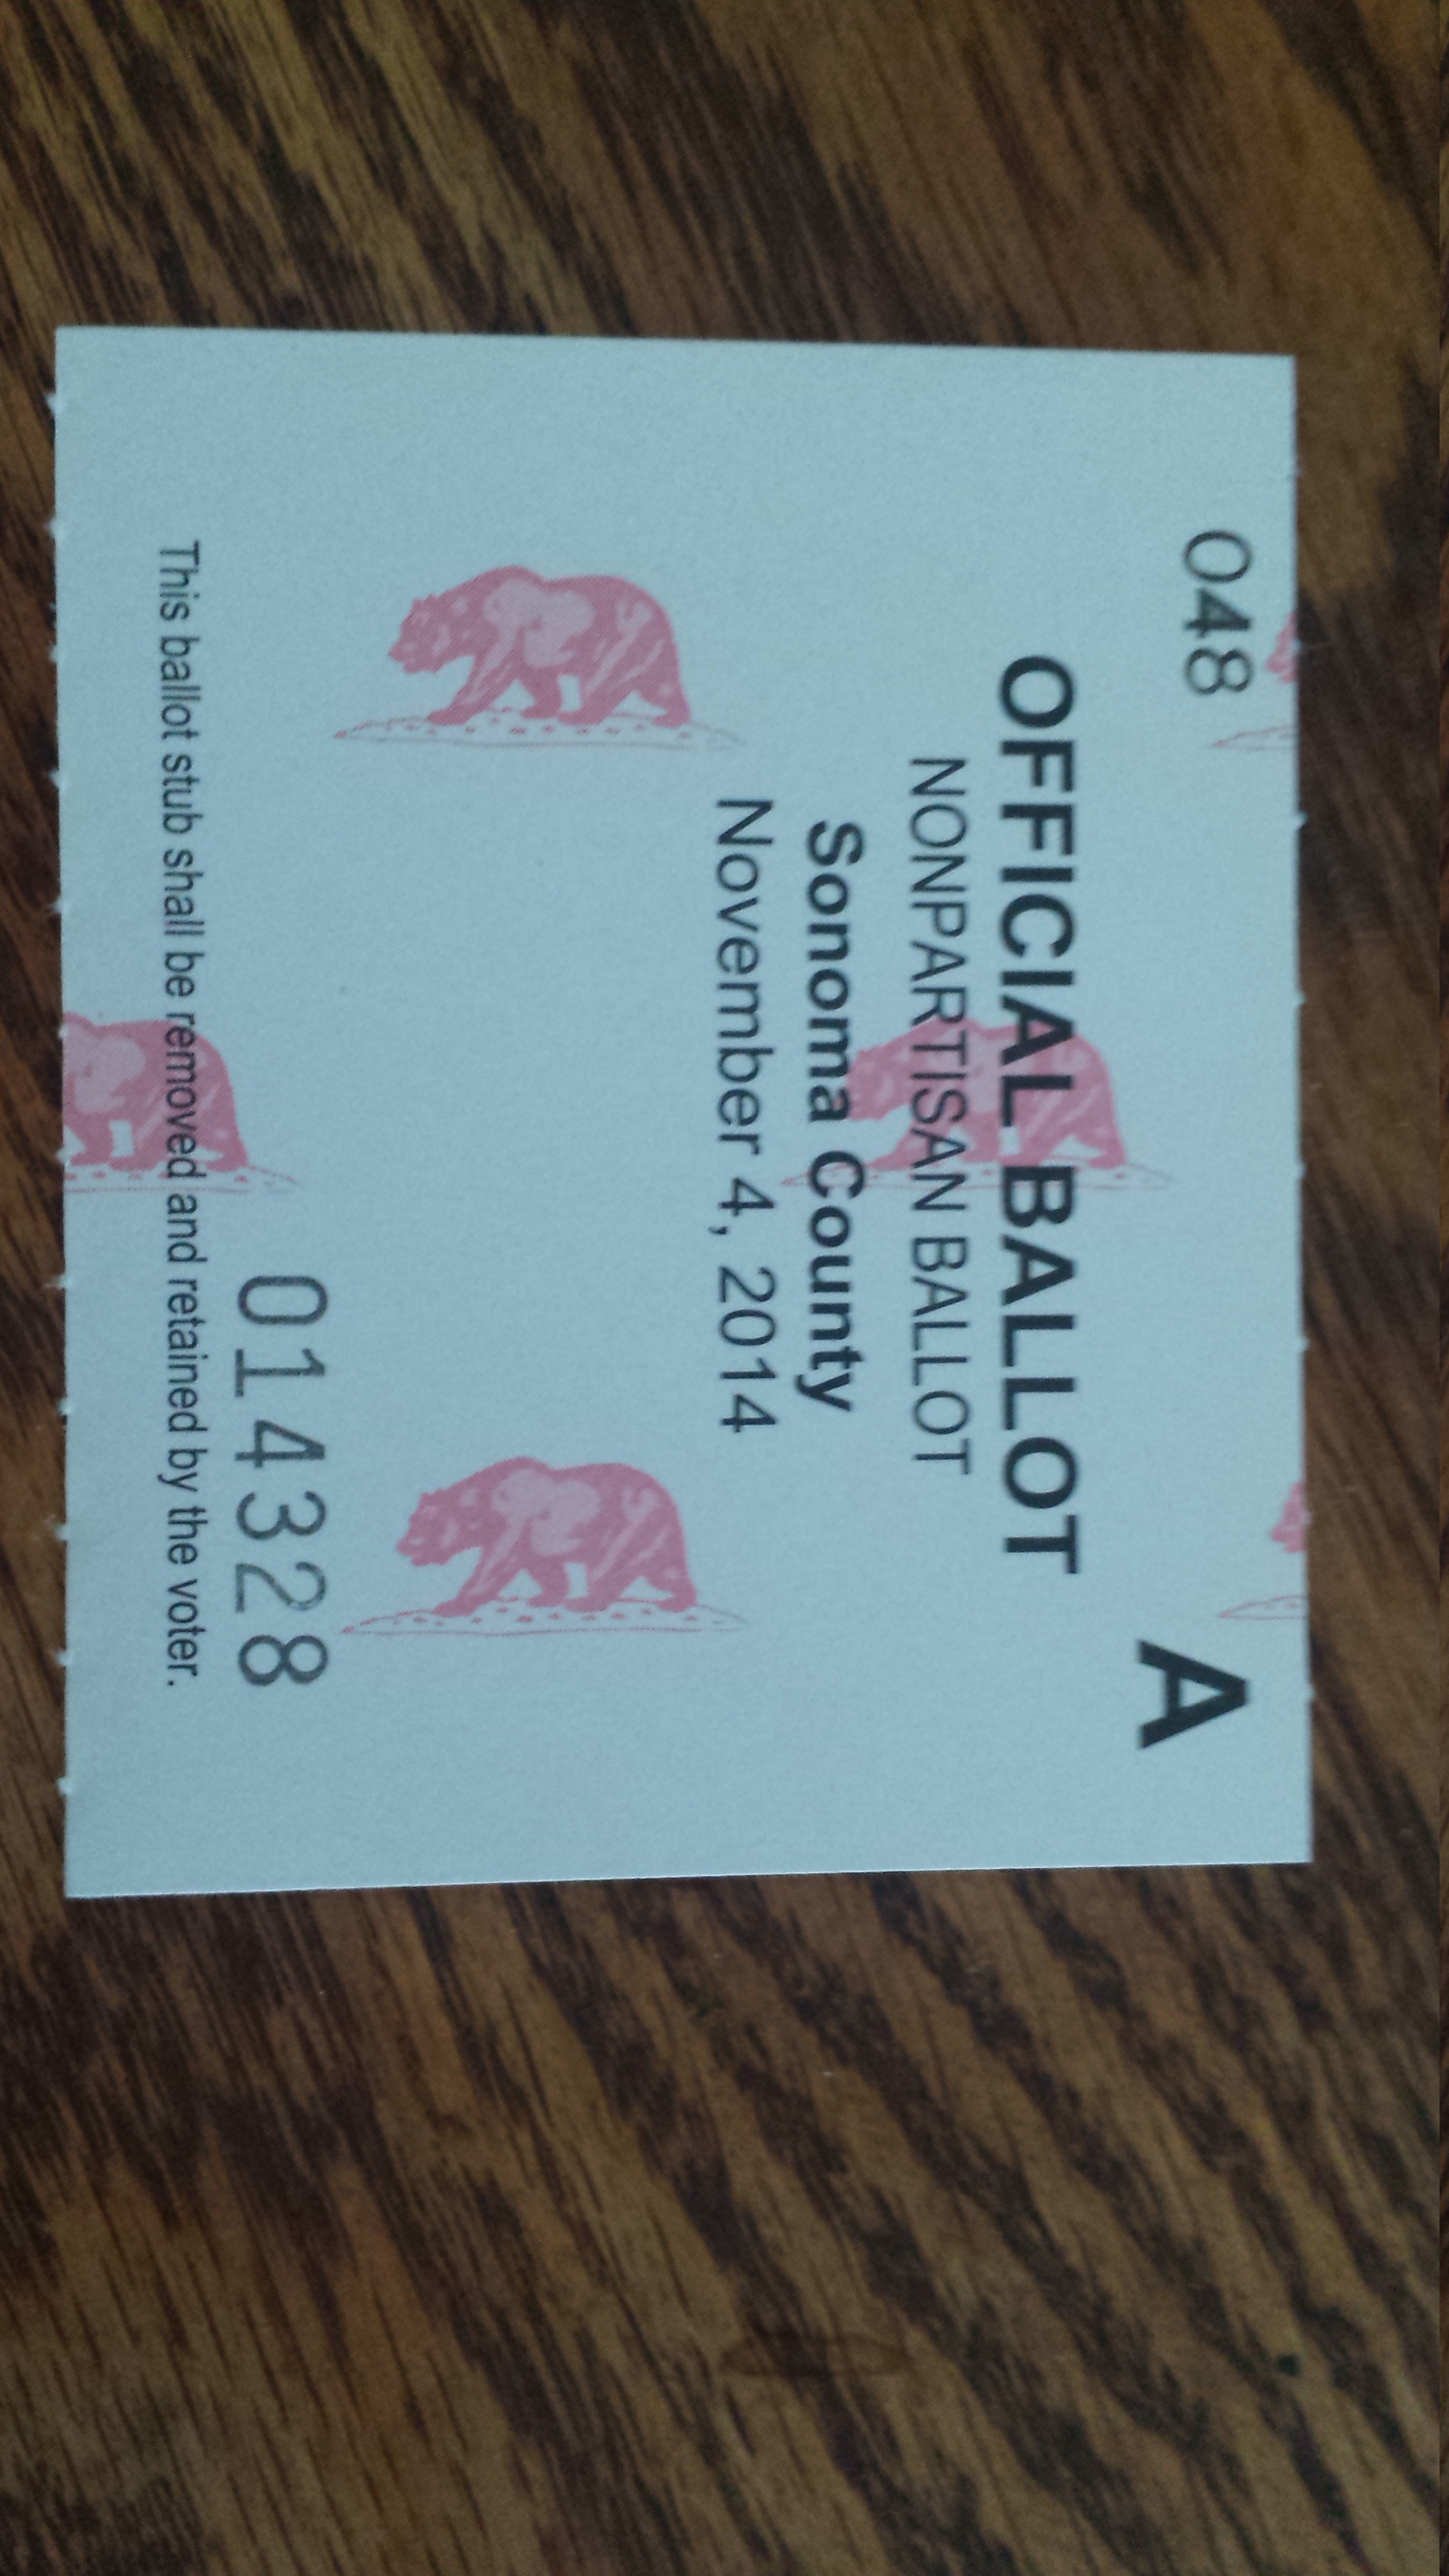 048
A
OFFICIAL BALLOT
NONPARTISAN BALLOT
Sonoma County
November 4, 2014
014328
This ballot stub shall be removed and retained by the voter.